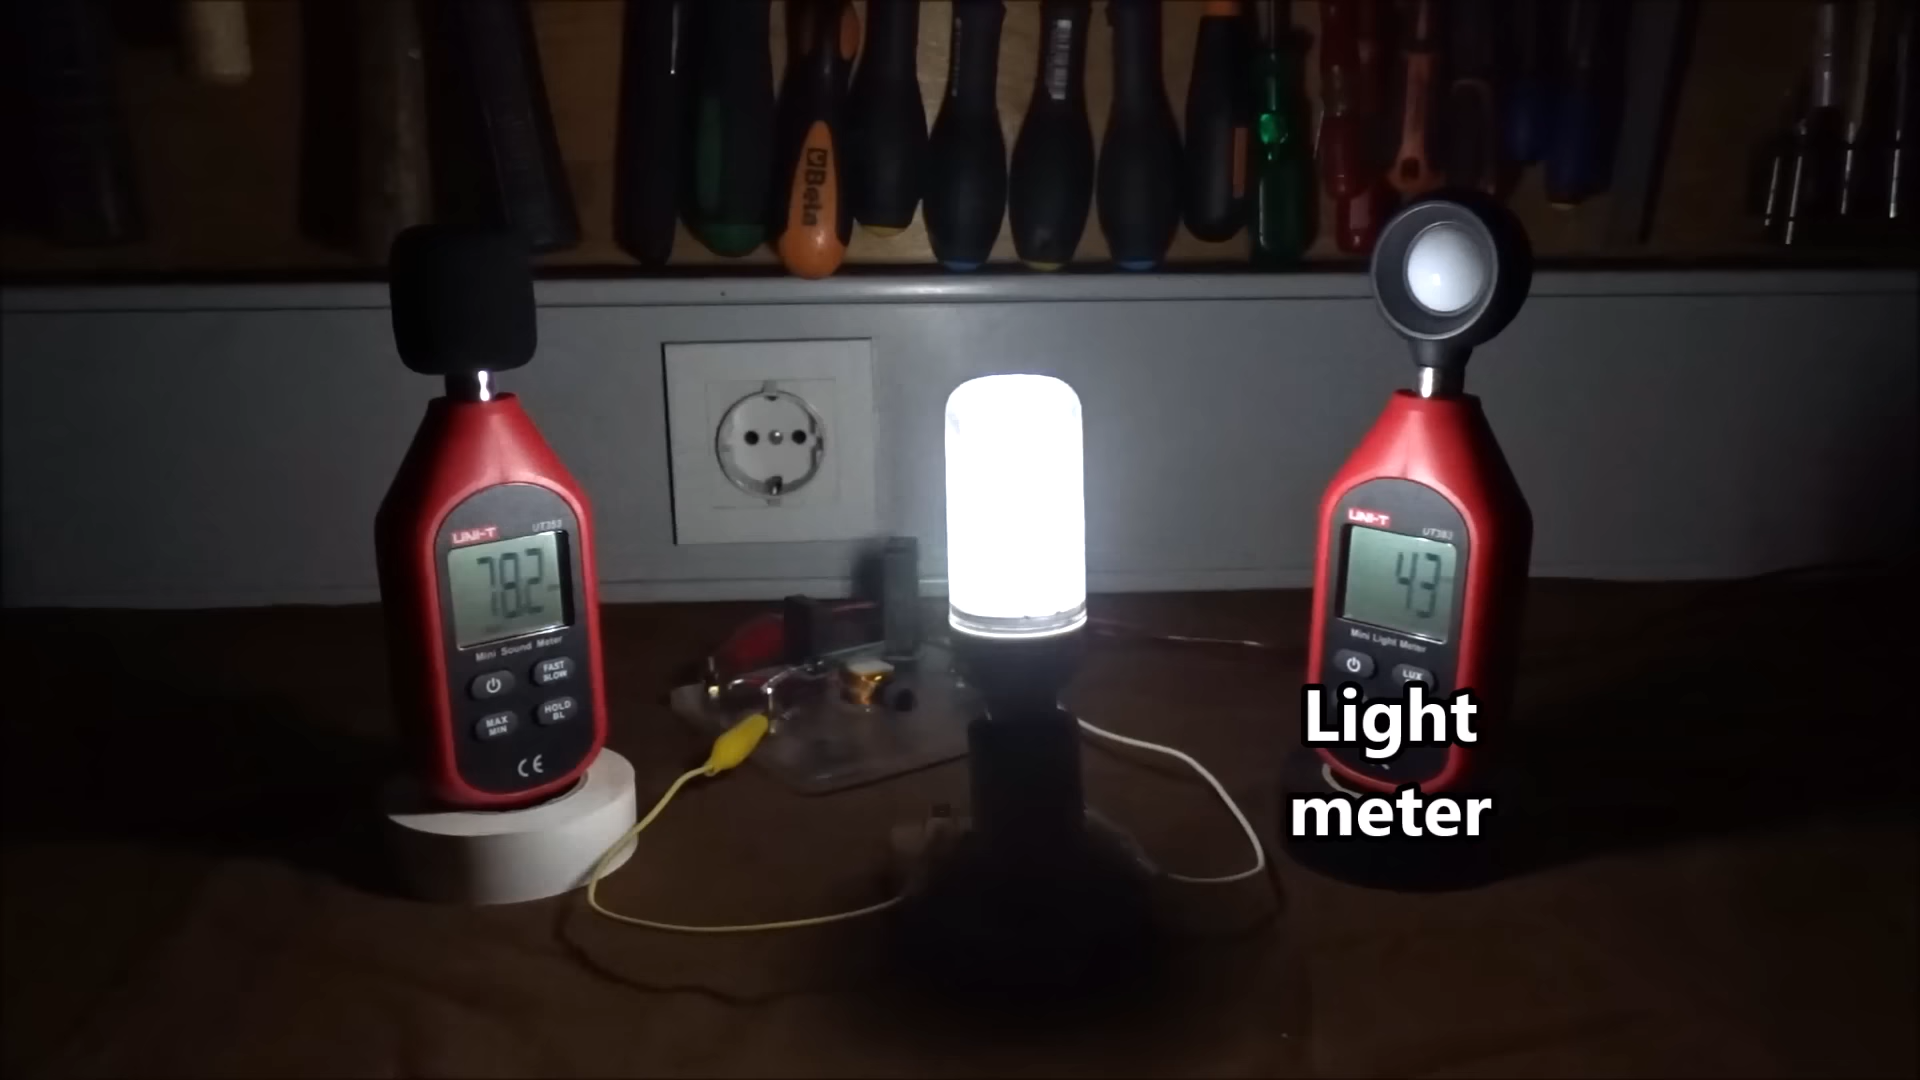 Beta
UNI-T
UT353
78.2
Mini Sound Meter
FAST
SLOW
MAX
MIN
HOLD
BL
CE
UNI-T
UT383
43
Mini Light Meter
LUX
Light
meter